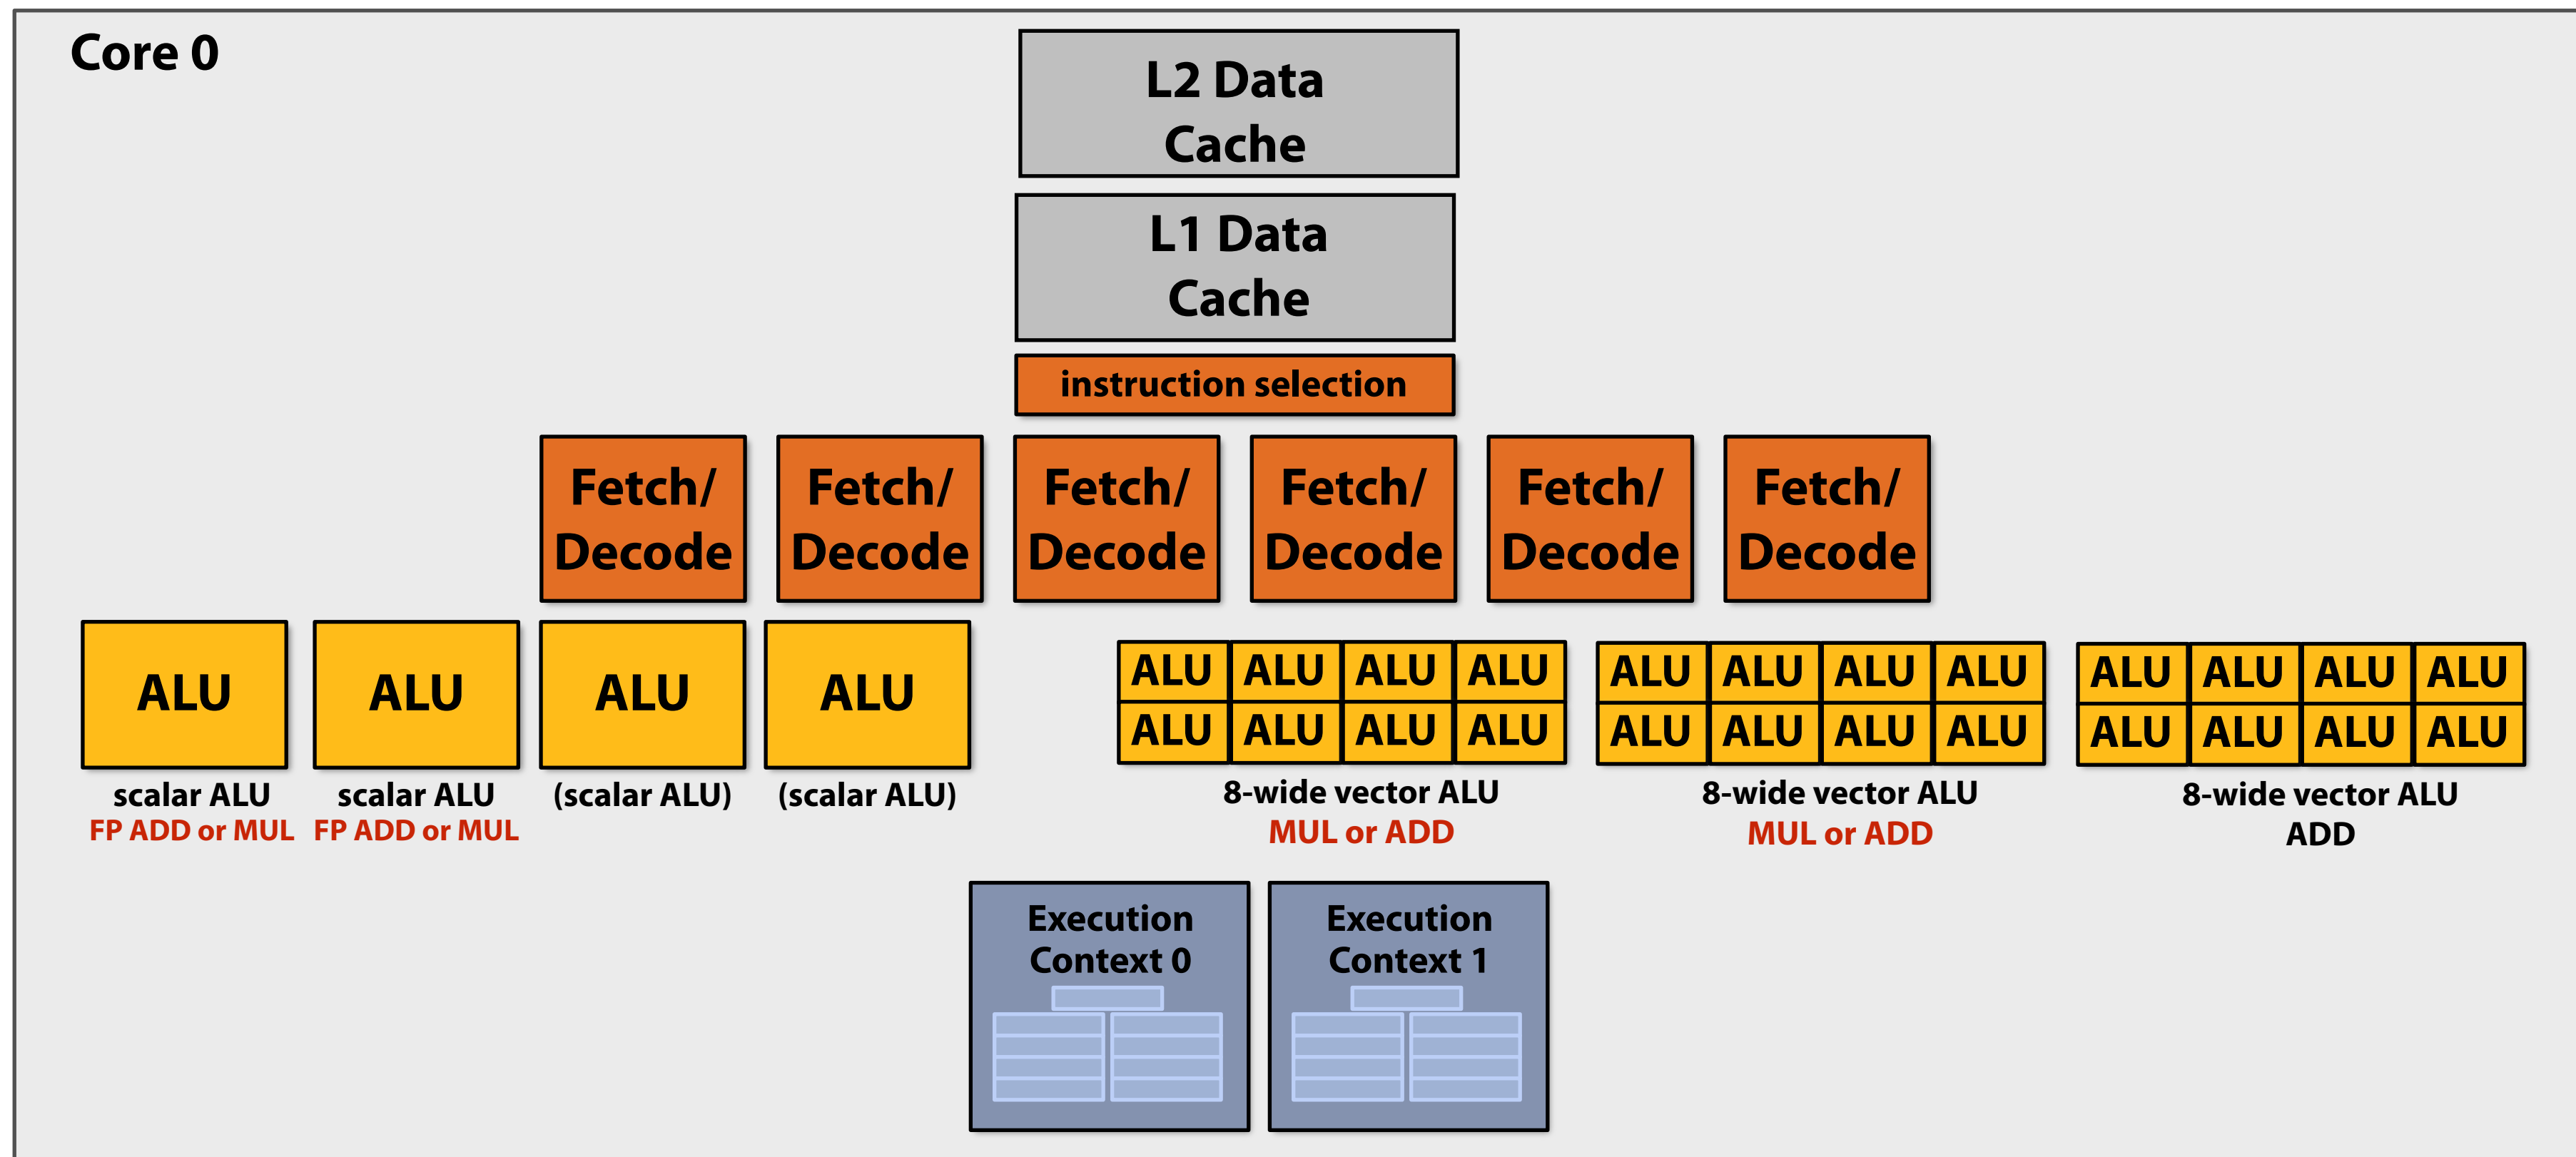 Core 0
L2 Data
Cache
L1 Data
Cache
instruction selection
Fetch/
Decode
Fetch/
Decode
Fetch/
Decode
Fetch/
Decode
Fetch/
Decode
Fetch/
Decode
ALU
scalar ALU
FP ADD or MUL
ALU
scalar ALU
FP ADD or MUL
ALU
(scalar ALU)
ALU
(scalar ALU)
ALU ALU ALU ALU
ALU ALU ALU ALU
8-wide vector ALU
MUL or ADD
ALU ALU ALU ALU
ALU ALU ALU ALU
8-wide vector ALU
MUL or ADD
ALU ALU ALU ALU
ALU ALU ALU ALU
8-wide vector ALU
ADD
Execution
Context 0
Execution
Context 1